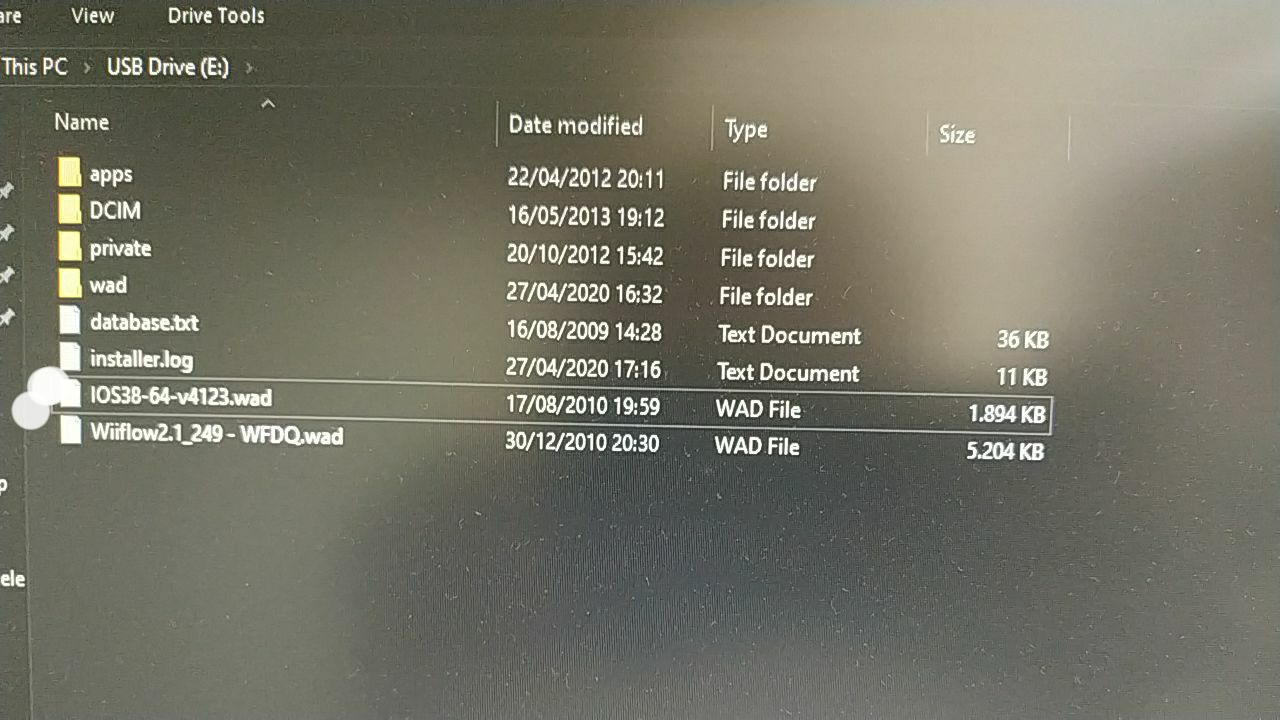 are View Drive Tools
This PC > USB Drive (E:) >
Name Date modified Type Size
apps 22/04/2012 20:11 File folder
DCIM 16/05/2013 19:12 File folder
private 20/10/2012 15:42 File folder
wad 27/04/2020 16:32 File folder
database.txt 16/08/2009 14:28 Text Document 36 KB
installer.log 27/04/2020 17:16 Text Document 11 KB
IOS38-64-v4123.wad 17/08/2010 19:59 WAD File 1.894 KB
Wiiflow2.1_249 - WFDQ.wad 30/12/2010 20:30 WAD File 5.204 KB
p
ele